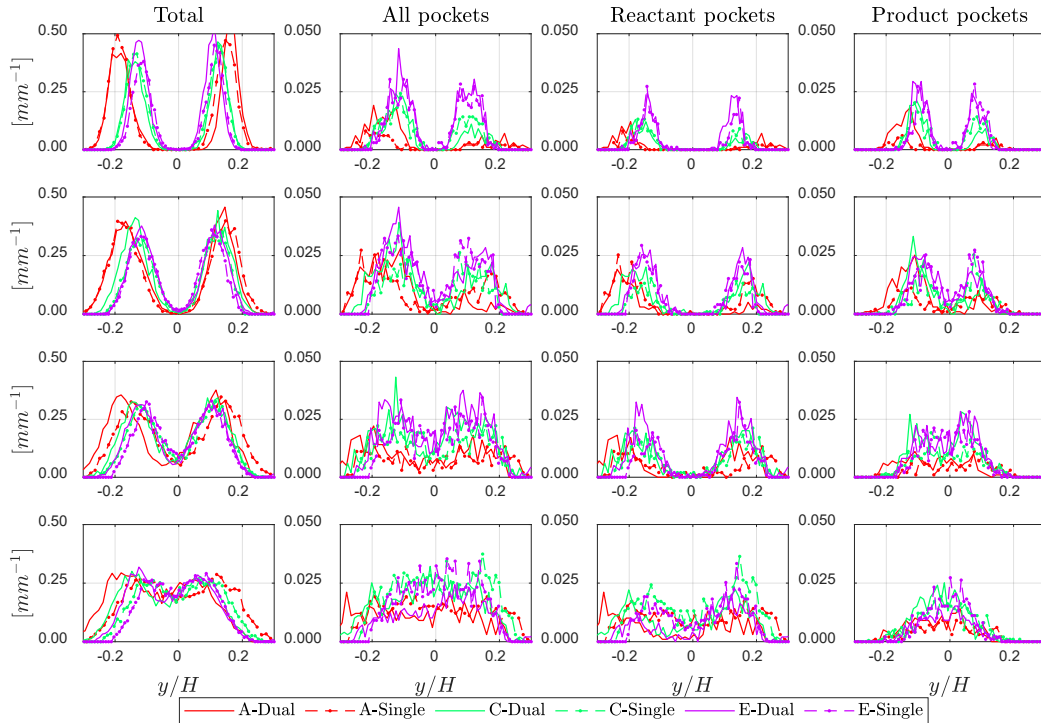 Total All pockets Reactant pockets Product pockets
0.50 0.050 0.050 0.050
0.25 0.025 0.025 0.025
0.00 0.000 0.000 0.000
[mm⁻¹]
-0.2 0 0.2 -0.2 0 0.2 -0.2 0 0.2 -0.2 0 0.2
0.50 0.050 0.050 0.050
0.25 0.025 0.025 0.025
0.00 0.000 0.000 0.000
[mm⁻¹]
-0.2 0 0.2 -0.2 0 0.2 -0.2 0 0.2 -0.2 0 0.2
0.50 0.050 0.050 0.050
0.25 0.025 0.025 0.025
0.00 0.000 0.000 0.000
[mm⁻¹]
-0.2 0 0.2 -0.2 0 0.2 -0.2 0 0.2 -0.2 0 0.2
0.50 0.050 0.050 0.050
0.25 0.025 0.025 0.025
0.00 0.000 0.000 0.000
[mm⁻¹]
-0.2 0 0.2 -0.2 0 0.2 -0.2 0 0.2 -0.2 0 0.2
y/H y/H y/H y/H
A-Dual A-Single C-Dual C-Single E-Dual E-Single